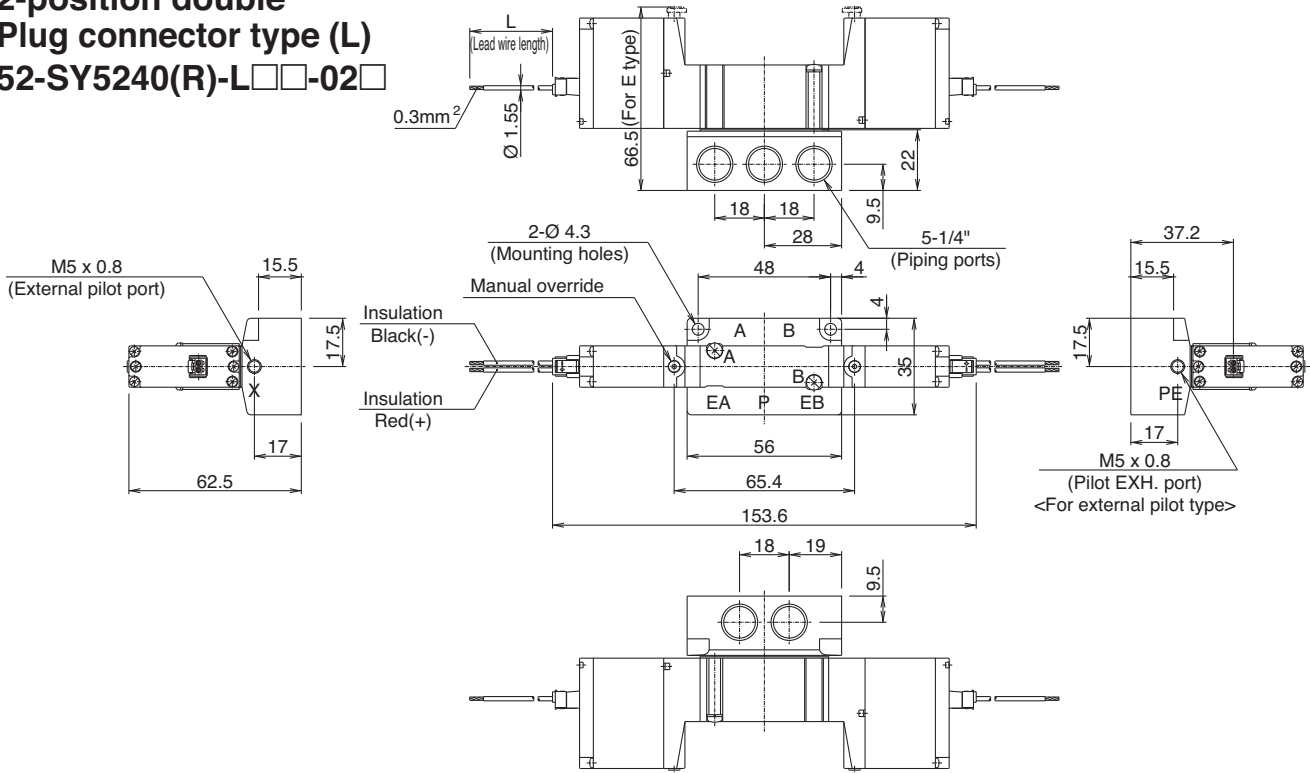 2-position double
Plug connector type (L)
52-SY5240(R)-L□□-02□
L
(Lead wire length)
0.3mm²
Ø 1.55
66.5 (For E type)
22
9.5
18
18
28
5-1/4"
(Piping ports)
2-Ø 4.3
(Mounting holes)
48
4
4
Manual override
M5 x 0.8
(External pilot port)
15.5
17.5
X
17
62.5
Insulation
Black(-)
Insulation
Red(+)
A
B
A
B
EA
P
EB
35
56
65.4
153.6
37.2
15.5
17.5
PE
17
M5 x 0.8
(Pilot EXH. port)
<For external pilot type>
18
19
9.5